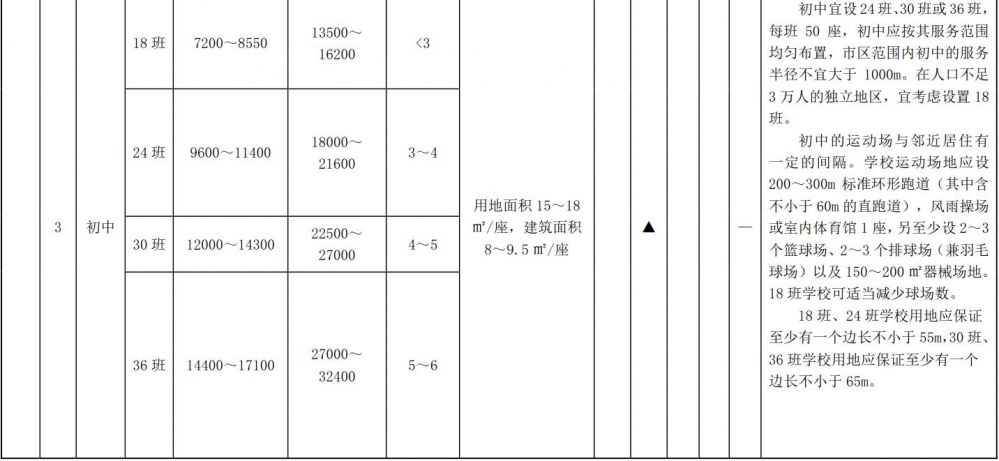 3
初中
18 班
7200～8550
13500～
16200
<3
24 班
9600～11400
18000～
21600
3～4
30 班
12000～14300
22500～
27000
4～5
36 班
14400～17100
27000～
32400
5～6
用地面积 15～18
㎡/座，建筑面积
8～9.5 ㎡/座
▲
—
初中宜设 24 班、30 班或 36 班，
每班 50 座，初中应按其服务范围
均匀布置，市区范围内初中的服务
半径不宜大于 1000m。在人口不足
3 万人的独立地区，宜考虑设置 18
班。
初中的运动场与邻近居住有
一定的间隔。学校运动场地应设
200～300m 标准环形跑道（其中含
不小于 60m 的直跑道），风雨操场
或室内体育馆 1 座，另至少设 2～3
个篮球场、2～3 个排球场（兼羽毛
球场）以及 150～200 ㎡器械场地。
18 班学校可适当减少球场数。
18 班、24 班学校用地应保证
至少有一个边长不小于 55m,30 班、
36 班学校用地应保证至少有一个
边长不小于 65m。